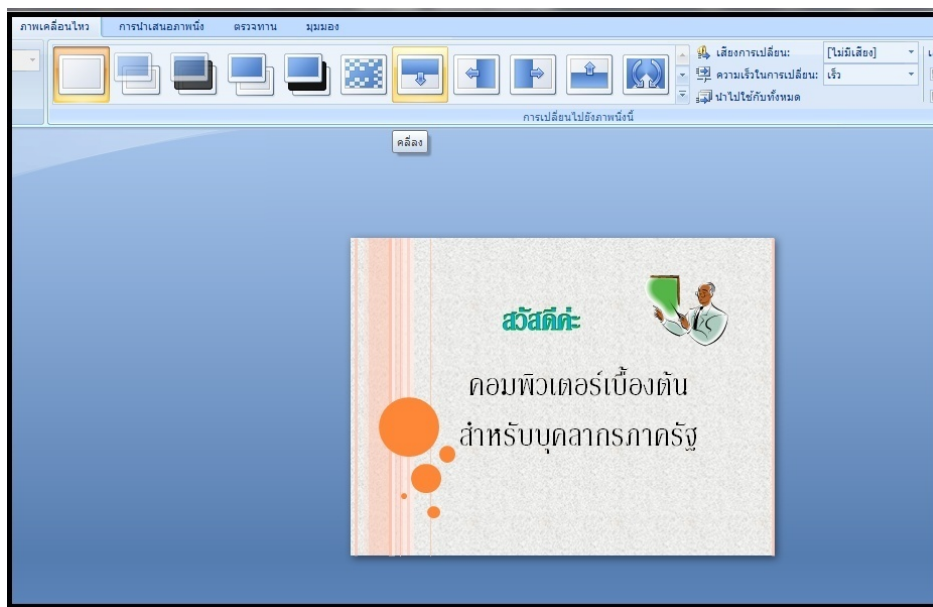 ภาพเคลื่อนไหว การนำเสนอภาพนิ่ง ตรวจทาน มุมมอง
เสียงการเปลี่ยน: [ไม่มีเสียง]
ความเร็วในการเปลี่ยน: เร็ว
นำไปใช้กับทั้งหมด
การเปลี่ยนไปยังภาพนิ่งนี้
คลี่ลง
สวัสดีค่ะ
คอมพิวเตอร์เบื้องต้น
สำหรับบุคลากรภาครัฐ